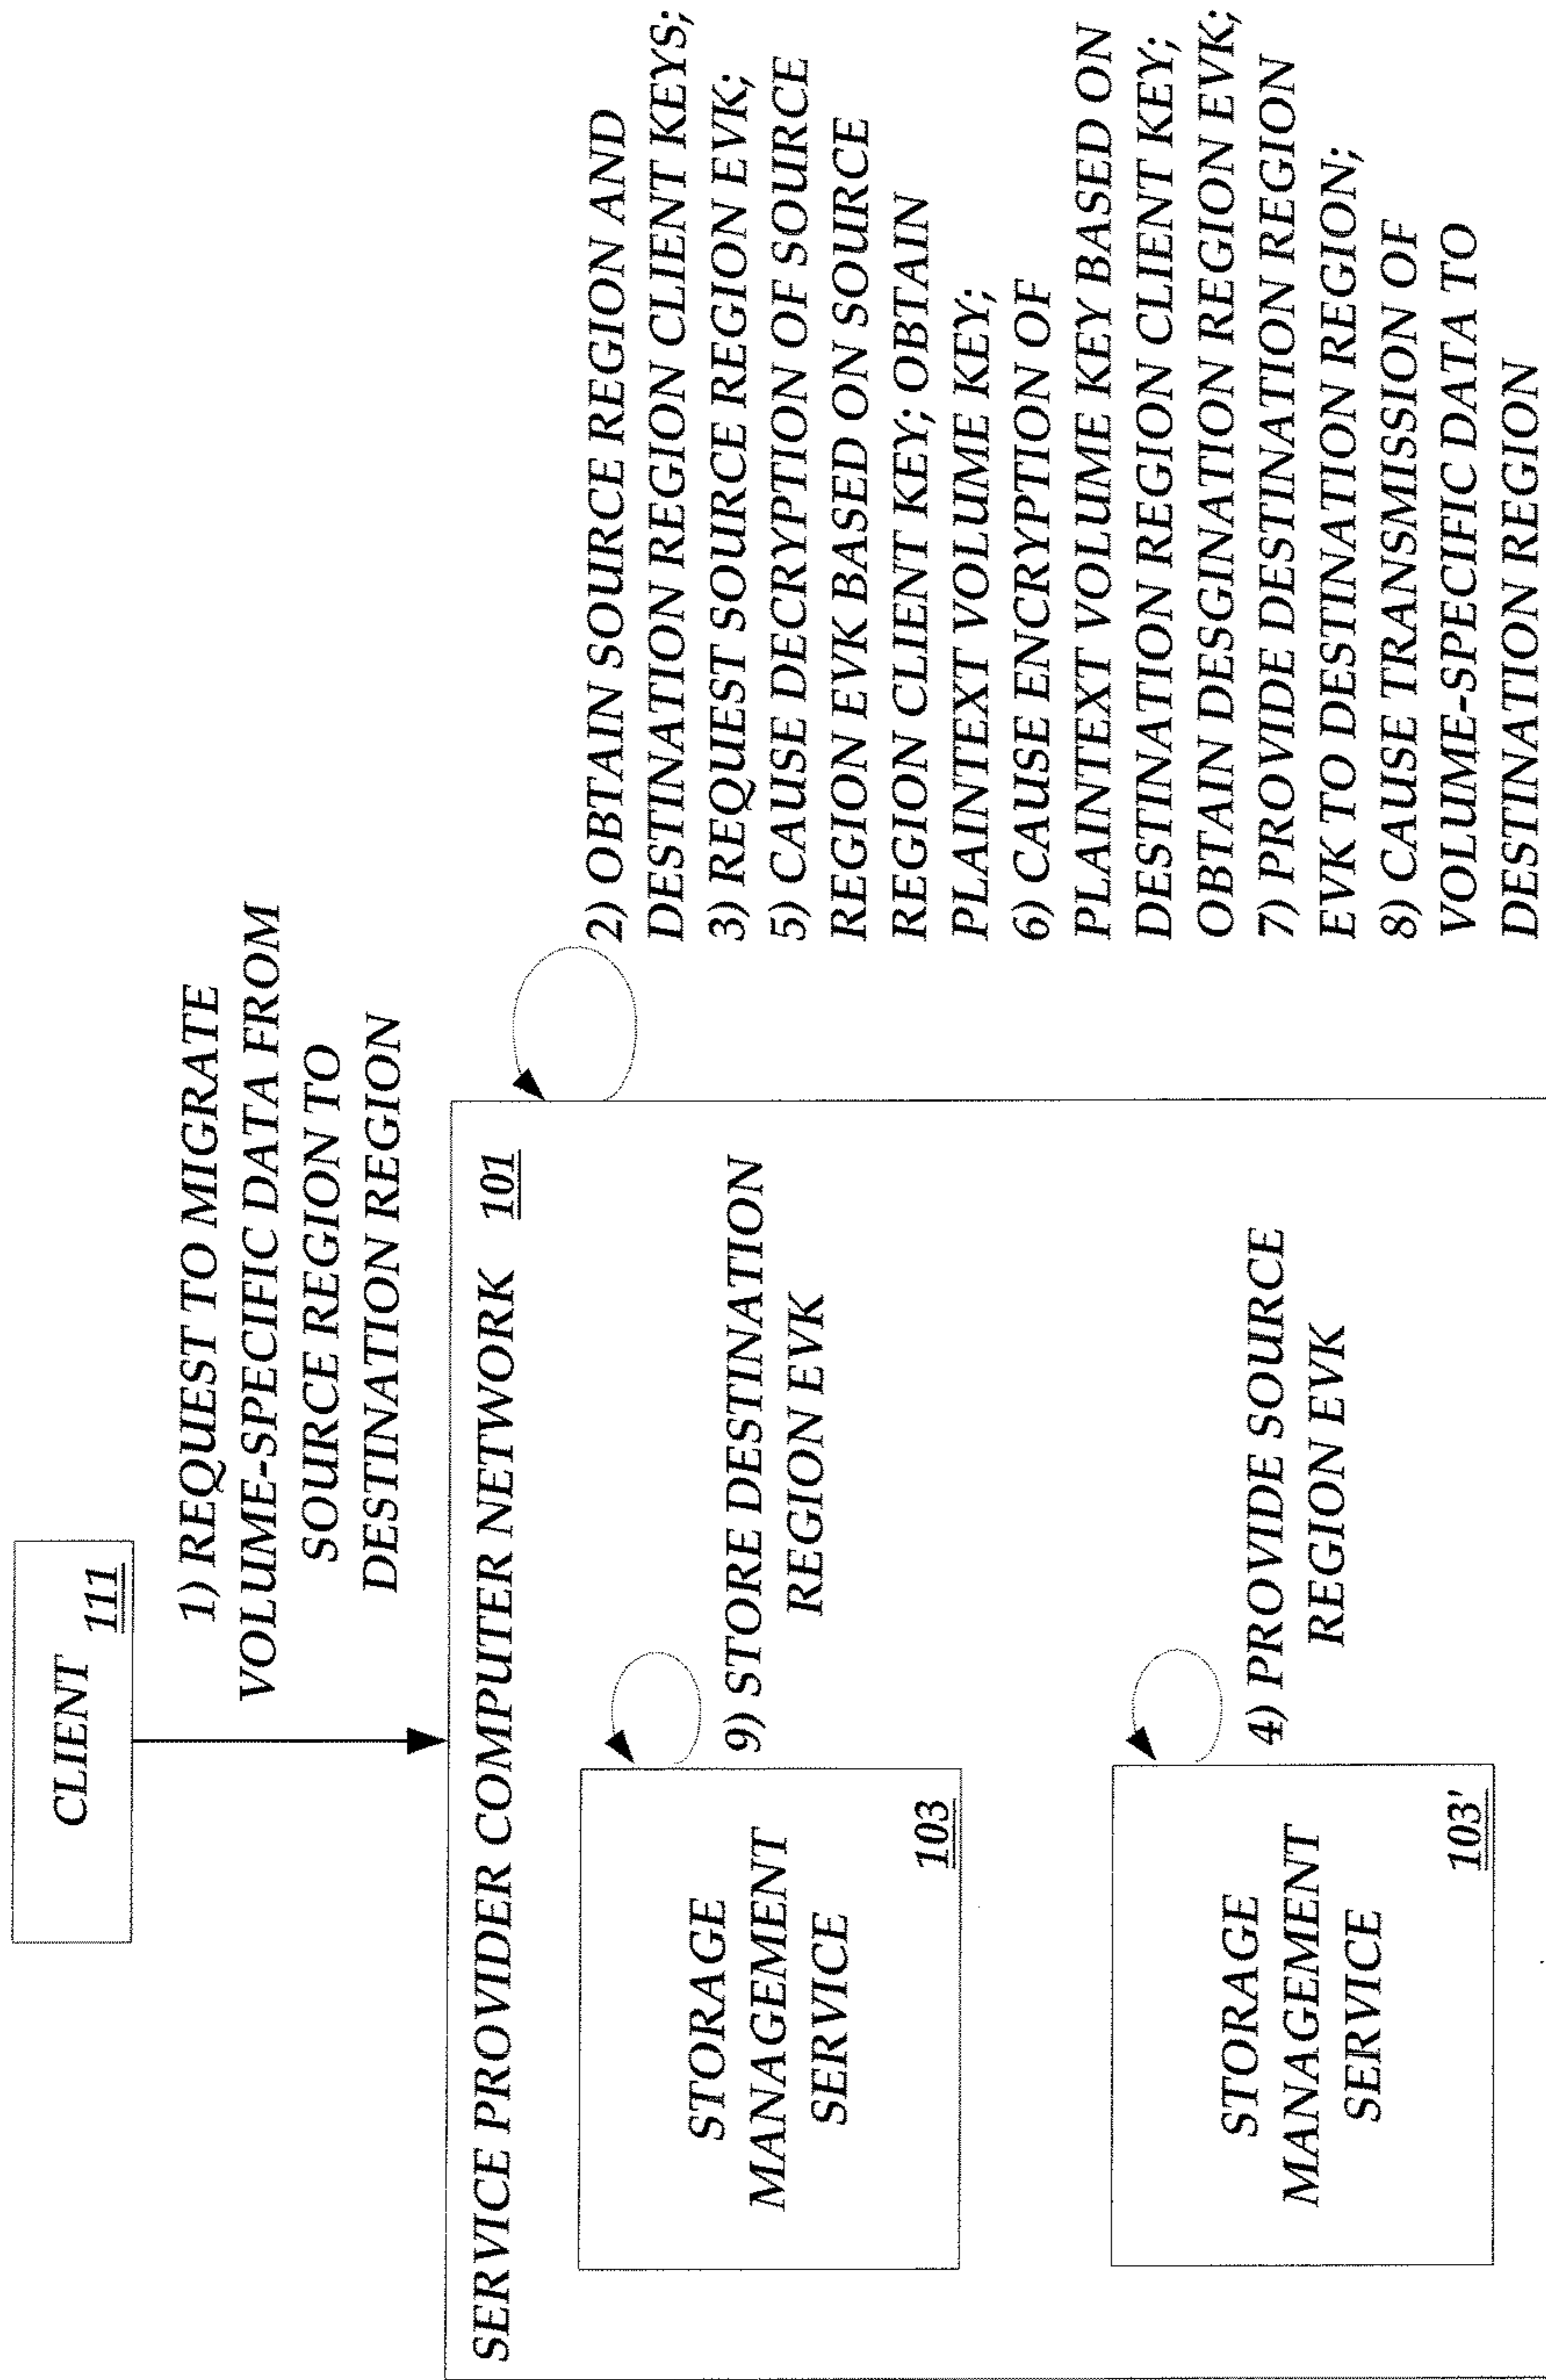 CLIENT
111
1) REQUEST TO MIGRATE
VOLUME-SPECIFIC DATA FROM
SOURCE REGION TO
DESTINATION REGION
SERVICE PROVIDER COMPUTER NETWORK
101
STORAGE
MANAGEMENT
SERVICE
103
9) STORE DESTINATION
REGION EVK
STORAGE
MANAGEMENT
SERVICE
103'
4) PROVIDE SOURCE
REGION EVK
2) OBTAIN SOURCE REGION AND
DESTINATION REGION CLIENT KEYS;
3) REQUEST SOURCE REGION EVK;
5) CAUSE DECRYPTION OF SOURCE
REGION EVK BASED ON SOURCE
REGION CLIENT KEY; OBTAIN
PLAINTEXT VOLUME KEY;
6) CAUSE ENCRYPTION OF
PLAINTEXT VOLUME KEY BASED ON
DESTINATION REGION CLIENT KEY;
OBTAIN DESGINATION REGION EVK;
7) PROVIDE DESTINATION REGION
EVK TO DESTINATION REGION;
8) CAUSE TRANSMISSION OF
VOLUME-SPECIFIC DATA TO
DESTINATION REGION